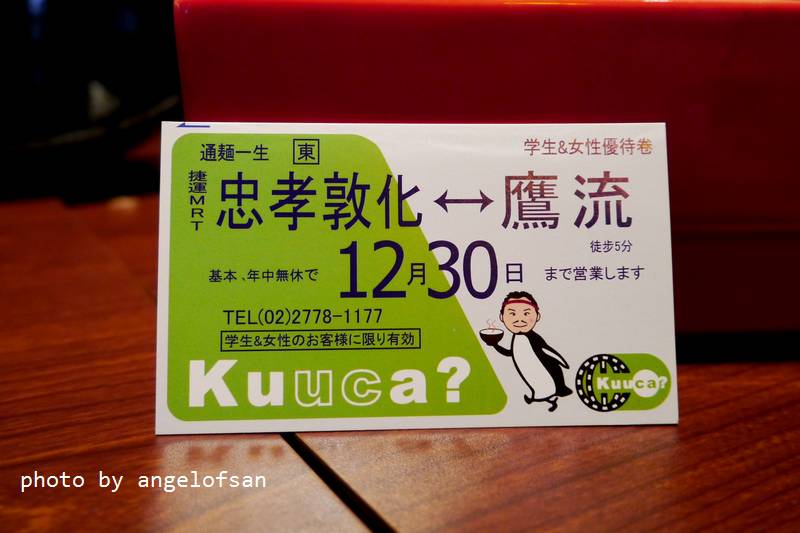 通麺一生 東
学生&女性優待巻
捷運MRT
忠孝敦化↔鷹流
徒歩5分
基本、年中無休で 12月30日 まで営業します
TEL(02)2778-1177
学生&女性のお客様に限り有効
Kuuca?
Kuuca?
photo by angelofsan